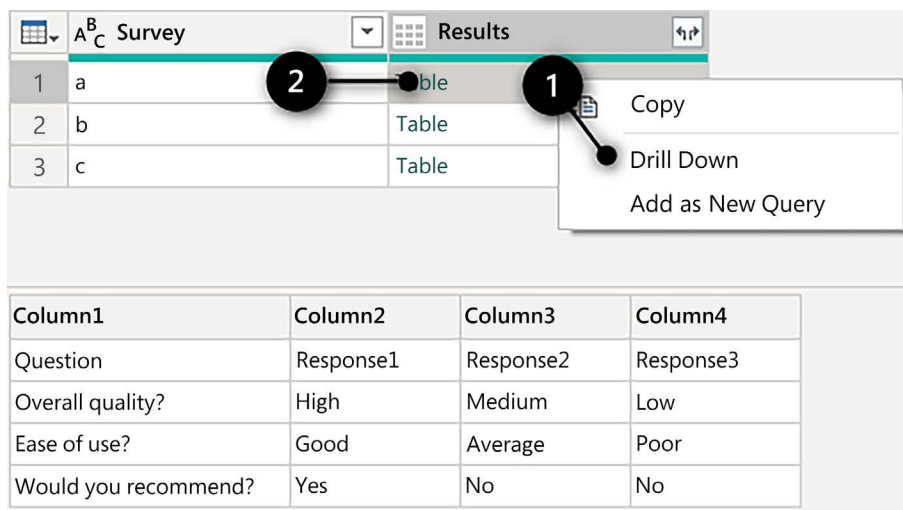 ABC Survey Results
1 a Table
2 b Table
3 c Table
2 1
Copy
Drill Down
Add as New Query
Column1 Column2 Column3 Column4
Question Response1 Response2 Response3
Overall quality? High Medium Low
Ease of use? Good Average Poor
Would you recommend? Yes No No